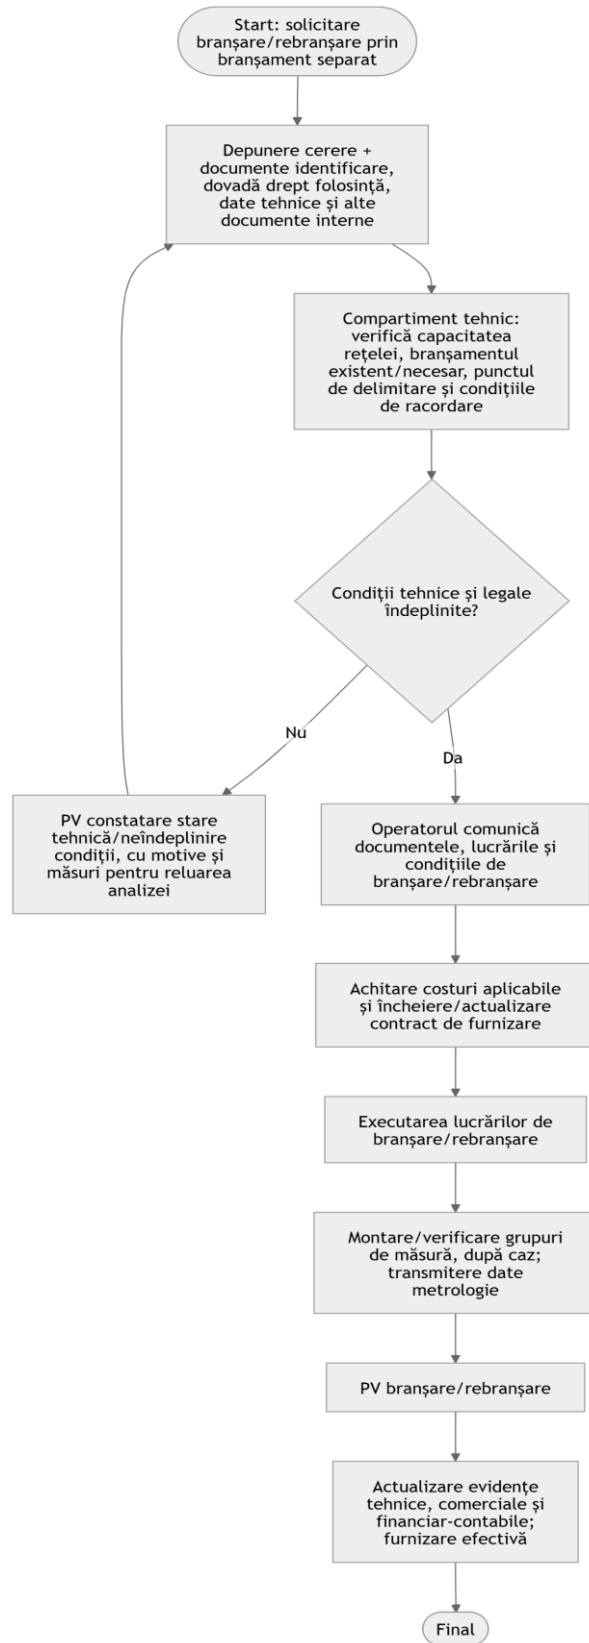 Start: solicitare
branșare/rebranșare prin
branșament separat
Depunere cerere +
documente identificare,
dovadă drept folosință,
date tehnice și alte
documente interne
Compartiment tehnic:
verifică capacitatea
rețelei, branșamentul
existent/necesar, punctul
de delimitare și condițiile
de racordare
Condiții tehnice și legale
îndeplinite?
Nu
Da
PV constatare stare
tehnică/neîndeplinire
condiții, cu motive și
măsuri pentru reluarea
analizei
Operatorul comunică
documentele, lucrările și
condițiile de
branșare/rebranșare
Achitare costuri aplicabile
și încheiere/actualizare
contract de furnizare
Executarea lucrărilor de
branșare/rebranșare
Montare/verificare grupuri
de măsură, după caz;
transmitere date
metrologie
PV branșare/rebranșare
Actualizare evidențe
tehnice, comerciale și
financiar-contabile;
furnizare efectivă
Final